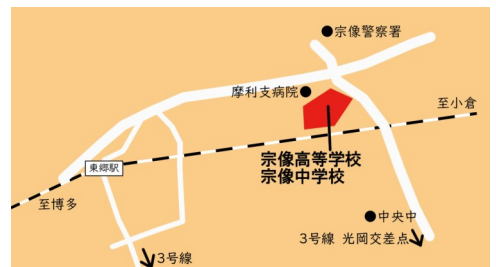 宗像警察署
摩利支病院
至小倉
宗像高等学校
宗像中学校
東郷駅
至博多
中央中
3号線 光岡交差点
3号線